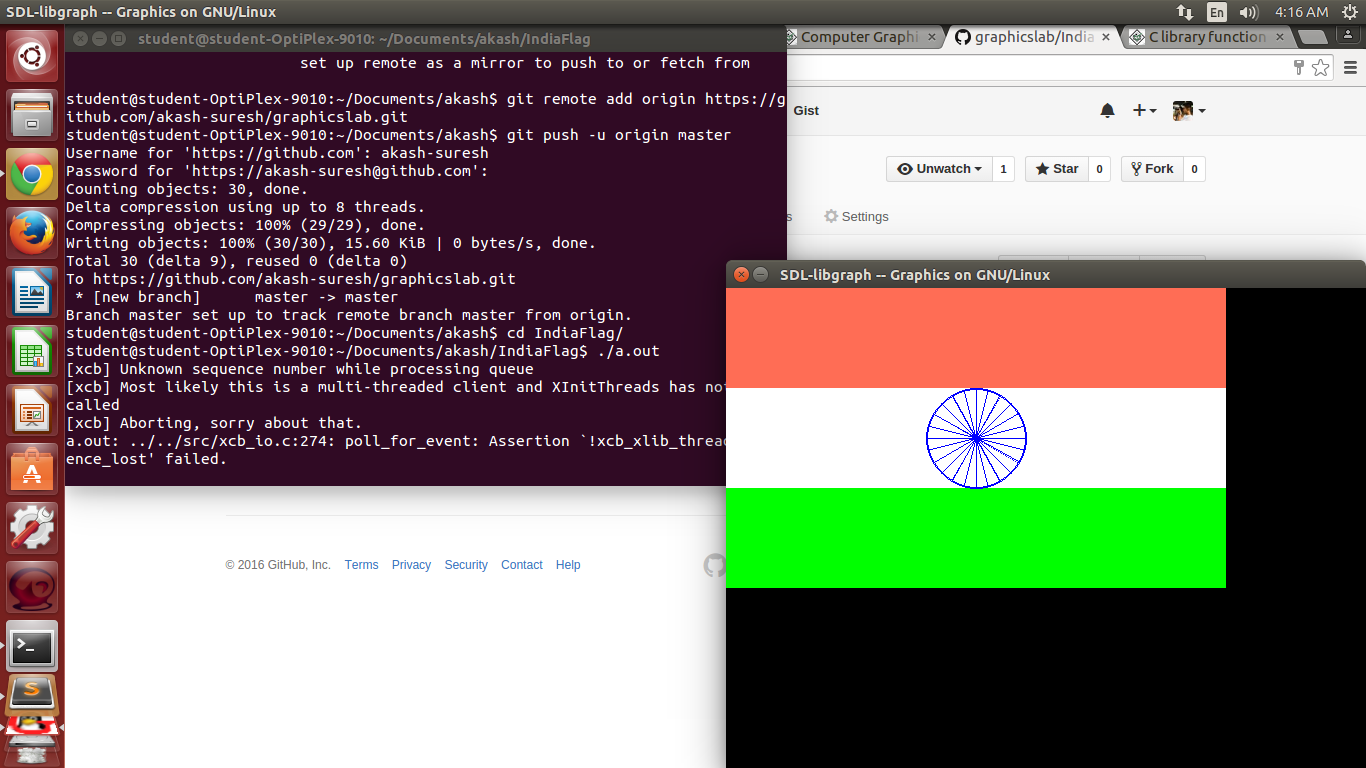 SDL-libgraph -- Graphics on GNU/Linux
En
4:16 AM
student@student-OptiPlex-9010: ~/Documents/akash/IndiaFlag
Computer Graphi
graphicslab/India
C library function
set up remote as a mirror to push to or fetch from
student@student-OptiPlex-9010:~/Documents/akash$ git remote add origin https://g
ithub.com/akash-suresh/graphicslab.git
student@student-OptiPlex-9010:~/Documents/akash$ git push -u origin master
Username for 'https://github.com': akash-suresh
Password for 'https://akash-suresh@github.com':
Counting objects: 30, done.
Delta compression using up to 8 threads.
Compressing objects: 100% (29/29), done.
Writing objects: 100% (30/30), 15.60 KiB | 0 bytes/s, done.
Total 30 (delta 9), reused 0 (delta 0)
To https://github.com/akash-suresh/graphicslab.git
* [new branch]      master -> master
Branch master set up to track remote branch master from origin.
student@student-OptiPlex-9010:~/Documents/akash$ cd IndiaFlag/
student@student-OptiPlex-9010:~/Documents/akash/IndiaFlag$ ./a.out
[xcb] Unknown sequence number while processing queue
[xcb] Most likely this is a multi-threaded client and XInitThreads has not
called
[xcb] Aborting, sorry about that.
a.out: ../../src/xcb_io.c:274: poll_for_event: Assertion `!xcb_xlib_threa
ence_lost' failed.
Gist
Unwatch 1 Star 0 Fork 0
s Settings
SDL-libgraph -- Graphics on GNU/Linux
© 2016 GitHub, Inc. Terms Privacy Security Contact Help